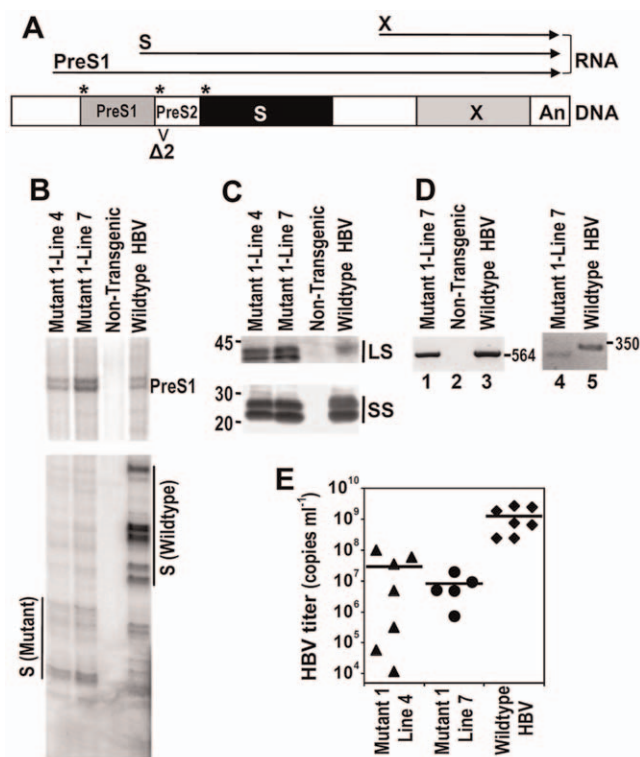 A
X
S
PreS1
RNA
* * *
PreS1 PreS2 S X An DNA
V
Δ2
B
Mutant 1-Line 4
Mutant 1-Line 7
Non-Transgenic
Wildtype HBV
PreS1
S (Wildtype)
S (Mutant)
C
Mutant 1-Line 4
Mutant 1-Line 7
Non-Transgenic
Wildtype HBV
45
LS
30
20
SS
D
Mutant 1-Line 7
Non-Transgenic
Wildtype HBV
564
1 2 3
Mutant 1-Line 7
Wildtype HBV
350
4 5
E
HBV titer (copies ml⁻¹)
10¹⁰
10⁹
10⁸
10⁷
10⁶
10⁵
10⁴
Mutant 1
Line 4
Mutant 1
Line 7
Wildtype
HBV